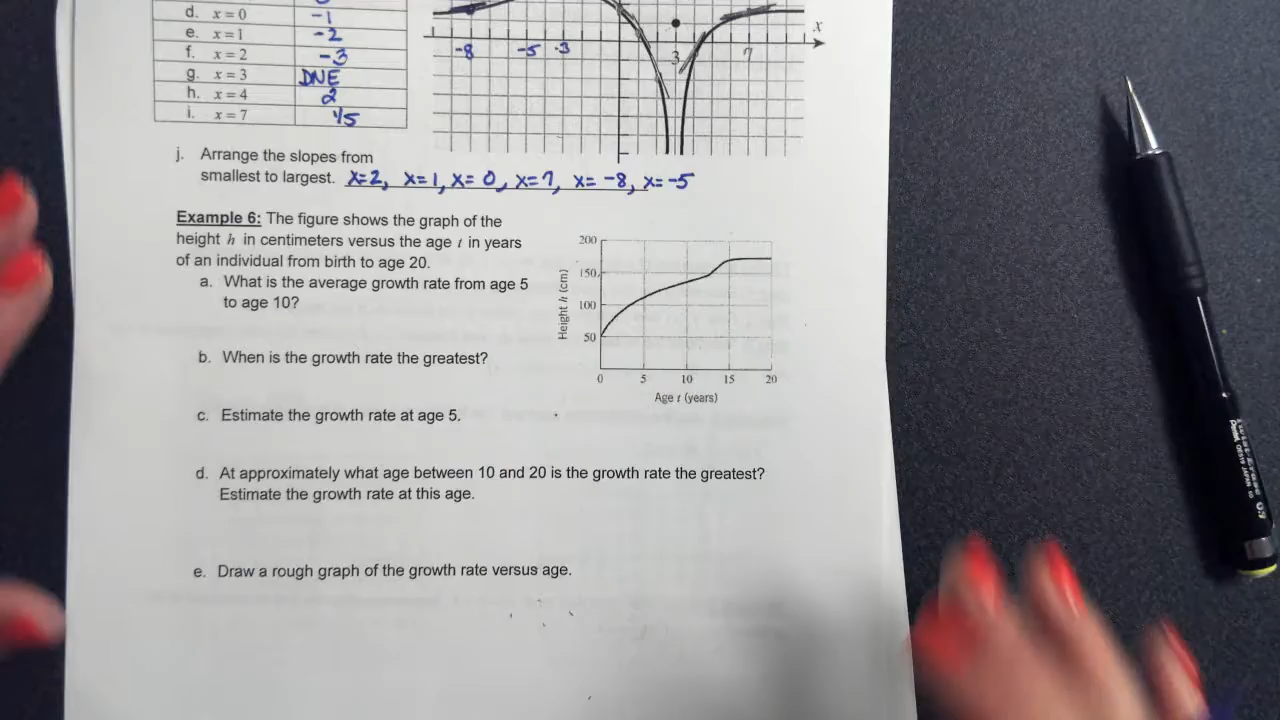 d. x = 0 -1
e. x = 1 -2
f. x = 2 -3
g. x = 3 DNE
h. x = 4 2
i. x = 7 1/5
x
-8 -5 -3 3 7
j. Arrange the slopes from
smallest to largest. x=2, x=1, x=0, x=7, x=-8, x=-5
Example 6: The figure shows the graph of the
height h in centimeters versus the age t in years
of an individual from birth to age 20.
a. What is the average growth rate from age 5
to age 10?
b. When is the growth rate the greatest?
c. Estimate the growth rate at age 5.
d. At approximately what age between 10 and 20 is the growth rate the greatest?
Estimate the growth rate at this age.
e. Draw a rough graph of the growth rate versus age.
Height h (cm)
200
150
100
50
0 5 10 15 20
Age t (years)
Pentel QE519 JAPAN